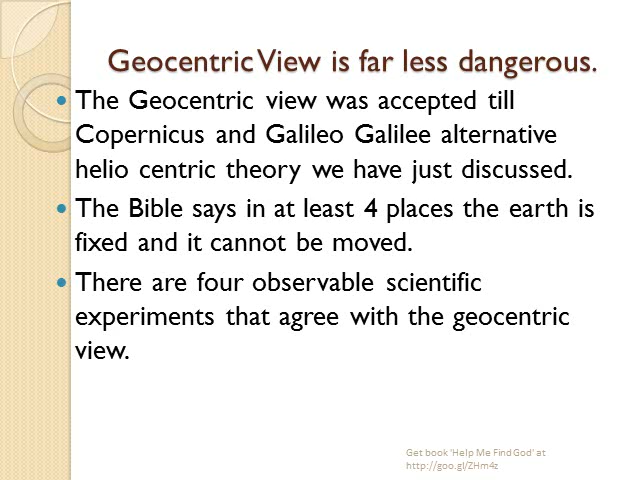 Geocentric View is far less dangerous.
• The Geocentric view was accepted till
Copernicus and Galileo Galilee alternative
helio centric theory we have just discussed.
• The Bible says in at least 4 places the earth is
fixed and it cannot be moved.
• There are four observable scientific
experiments that agree with the geocentric
view.
Get book 'Help Me Find God' at
http://goo.gl/ZHm4z